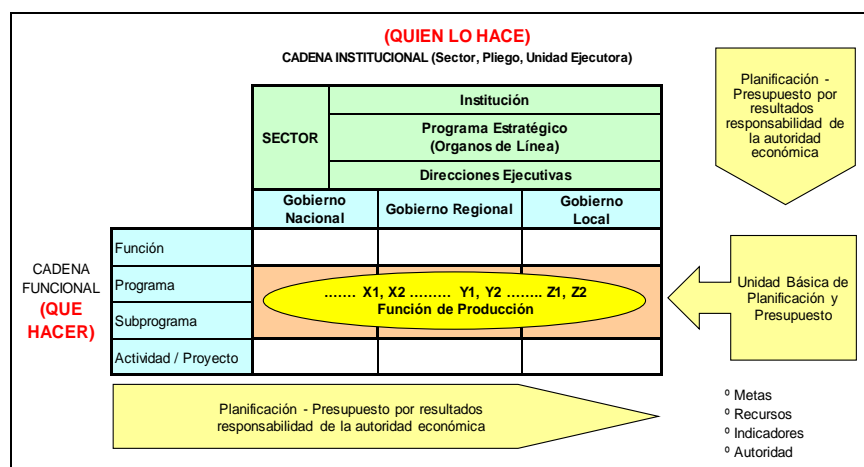 (QUIEN LO HACE)
CADENA INSTITUCIONAL (Sector, Pliego, Unidad Ejecutora)
Planificación -
Presupuesto por
resultados
responsabilidad de
la autoridad
económica
SECTOR
Institución
Programa Estratégico
(Organos de Línea)
Direcciones Ejecutivas
Gobierno
Nacional
Gobierno Regional
Gobierno
Local
CADENA
FUNCIONAL
(QUE
HACER)
Función
Programa
Subprograma
Actividad / Proyecto
....... X1, X2 ......... Y1, Y2 ........ Z1, Z2
Función de Producción
Unidad Básica de
Planificación y
Presupuesto
Planificación - Presupuesto por resultados
responsabilidad de la autoridad económica
º Metas
º Recursos
º Indicadores
º Autoridad